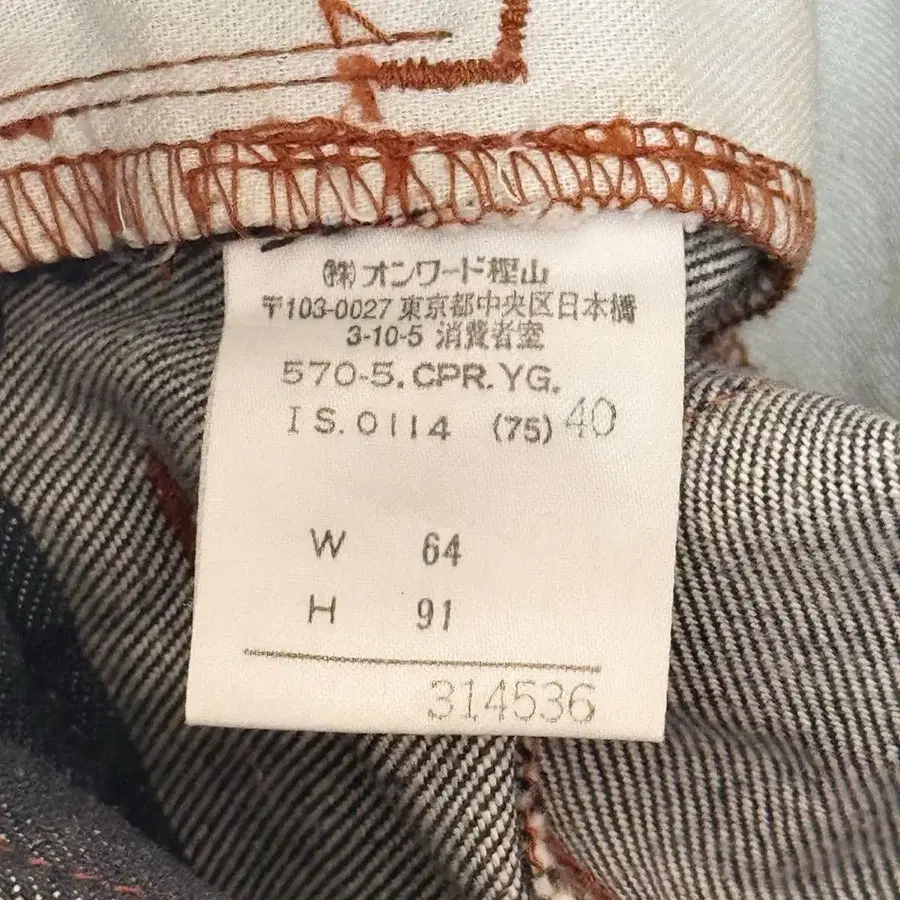 ㈱オンワード樫山
〒103-0027 東京都中央区日本橋
3-10-5 消費者室
570-5.CPR.YG.
IS.0114 (75) 40
W 64
H 91
314536